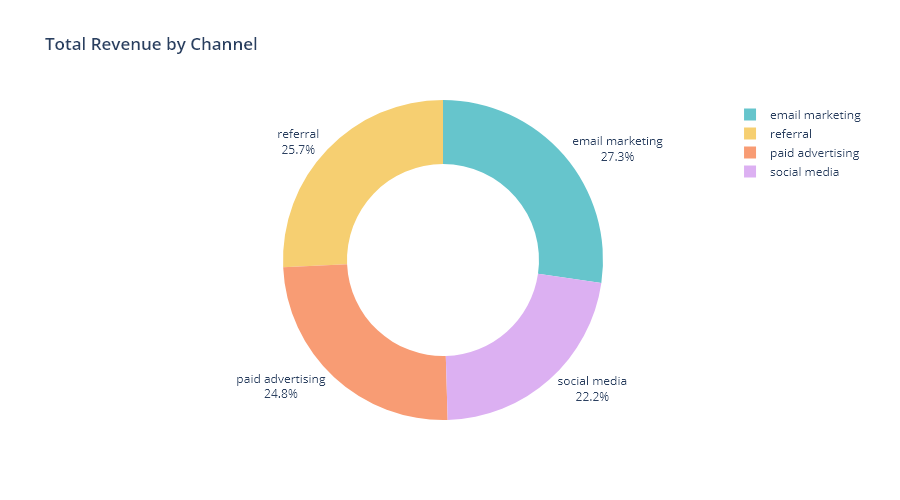 Total Revenue by Channel
referral
25.7%
email marketing
27.3%
paid advertising
24.8%
social media
22.2%
email marketing
referral
paid advertising
social media